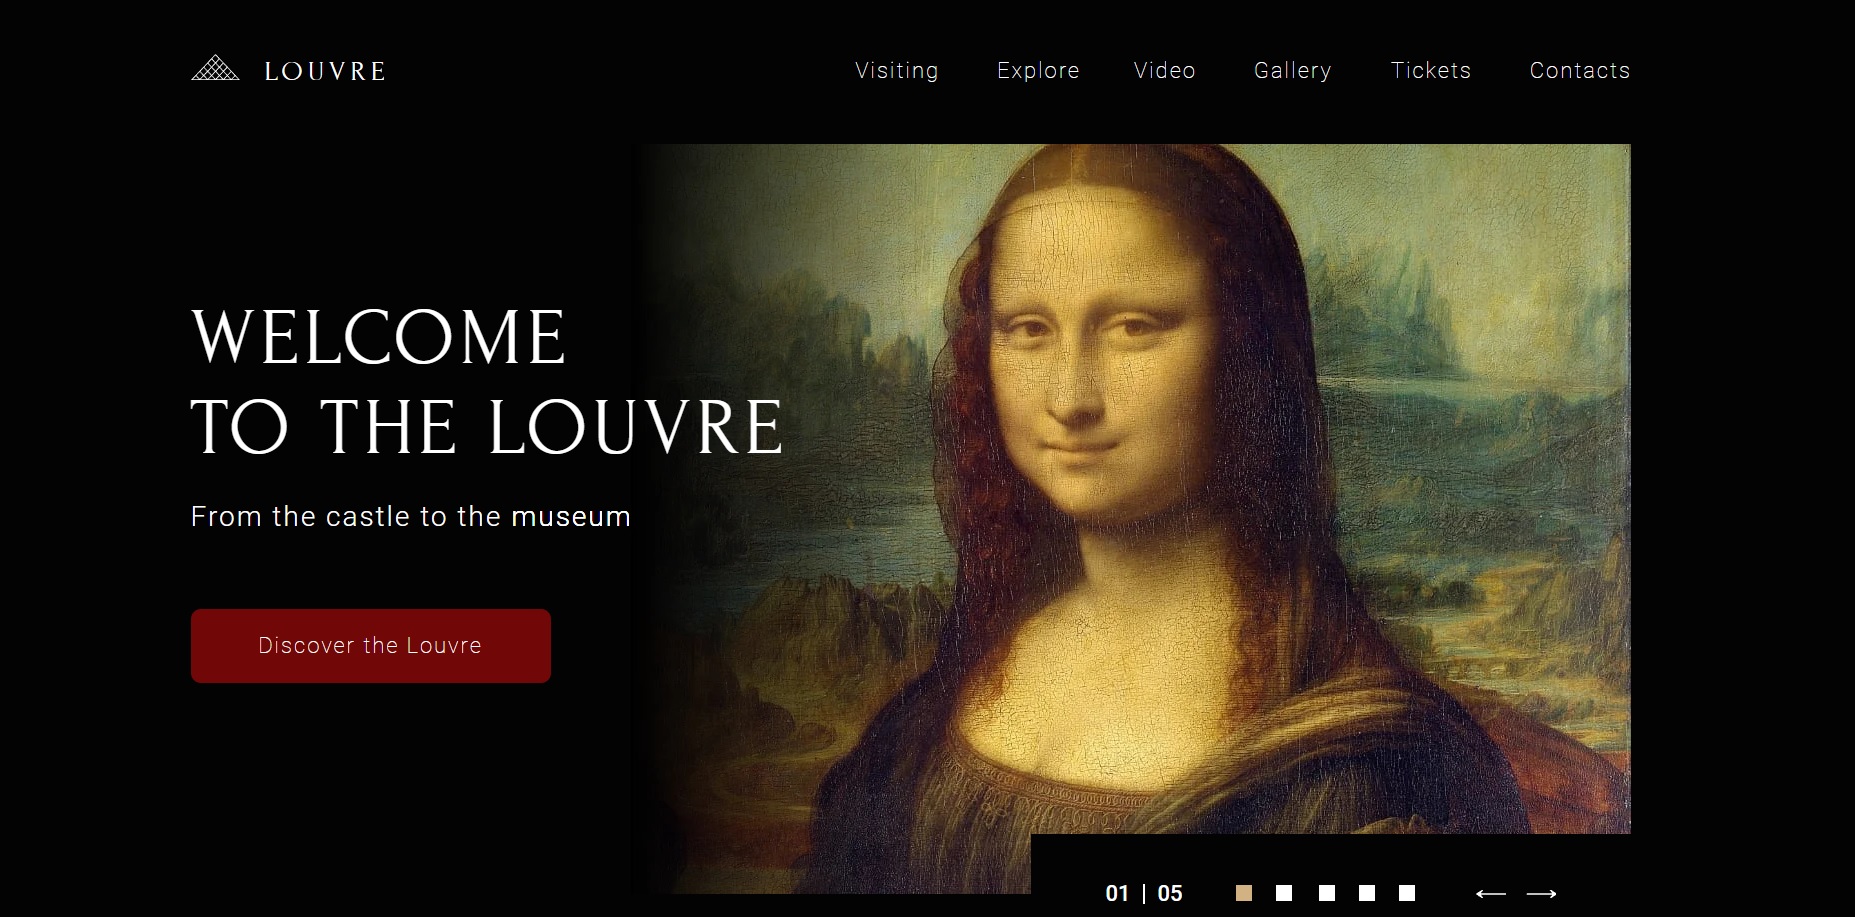 LOUVRE
Visiting Explore Video Gallery Tickets Contacts
WELCOME
TO THE LOUVRE
From the castle to the museum
Discover the Louvre
01 | 05